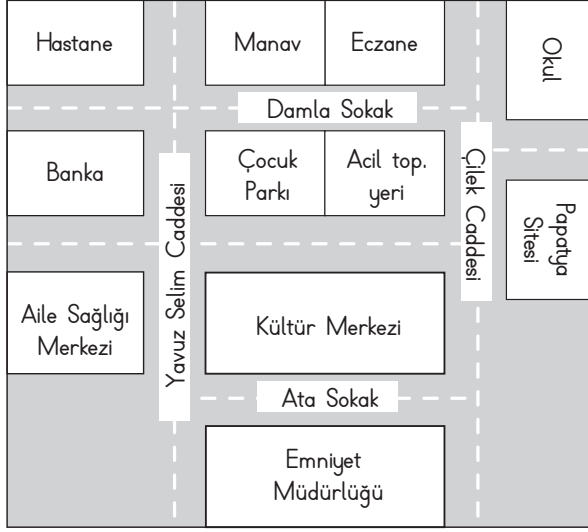 Hastane
Manav
Eczane
Okul
Damla Sokak
Banka
Çocuk
Parkı
Acil top.
yeri
Yavuz Selim Caddesi
Çilek Caddesi
Papatya
Sitesi
Aile Sağlığı
Merkezi
Kültür Merkezi
Ata Sokak
Emniyet
Müdürlüğü